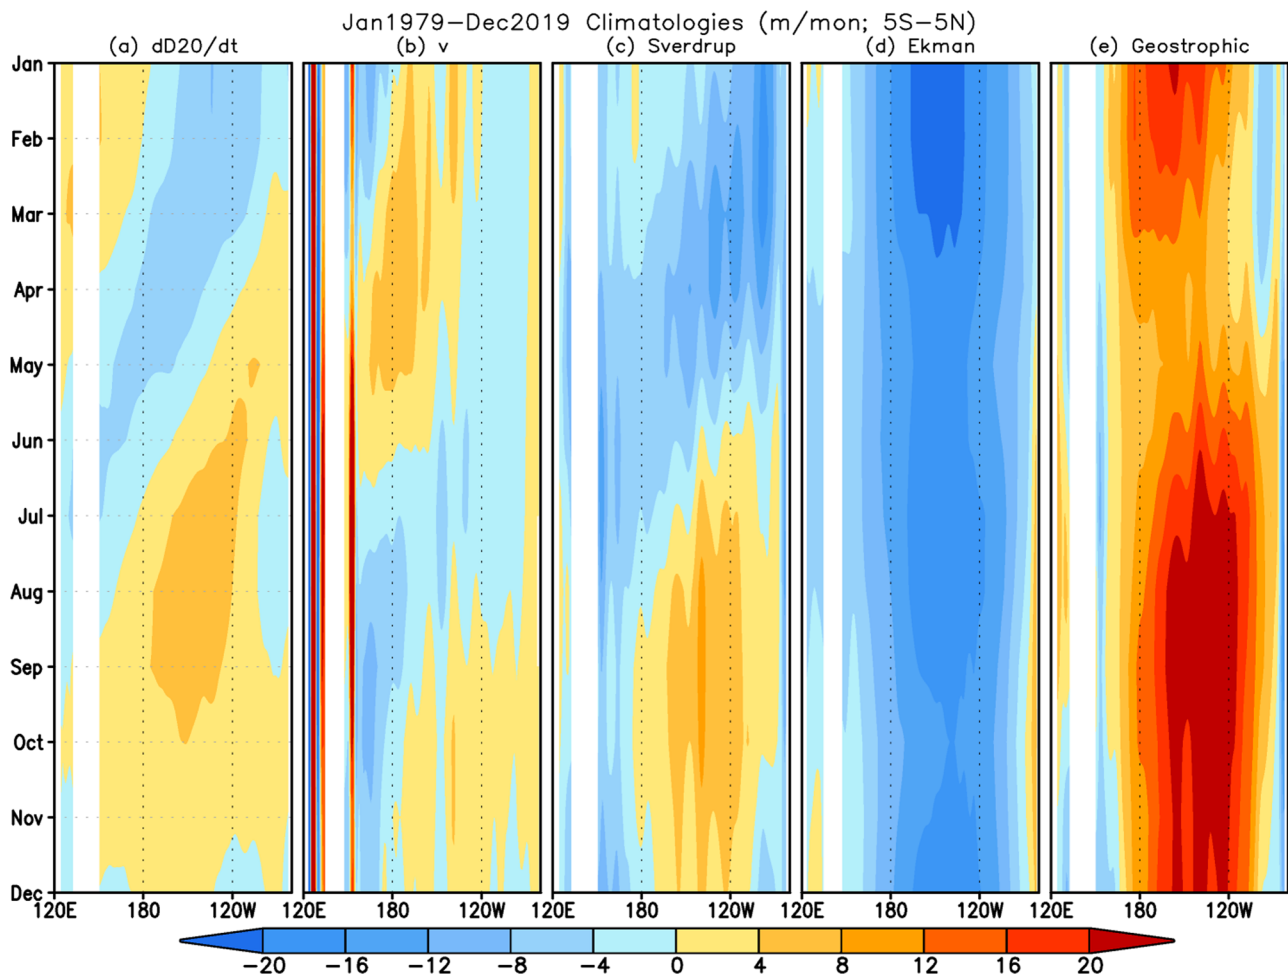 Jan1979−Dec2019 Climatologies (m/mon; 5S−5N)
(a) dD20/dt (b) v (c) Sverdrup (d) Ekman (e) Geostrophic
Jan
Feb
Mar
Apr
May
Jun
Jul
Aug
Sep
Oct
Nov
Dec
120E 180 120W 120E 180 120W 120E 180 120W 120E 180 120W 120E 180 120W
−20 −16 −12 −8 −4 0 4 8 12 16 20